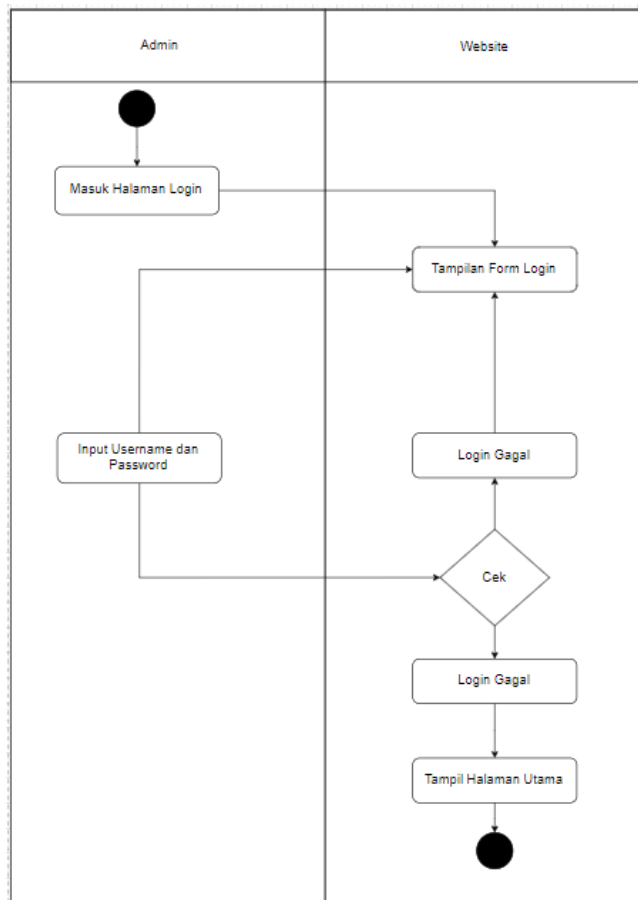 Admin
Website
Masuk Halaman Login
Tampilan Form Login
Input Username dan
Password
Login Gagal
Cek
Login Gagal
Tampil Halaman Utama